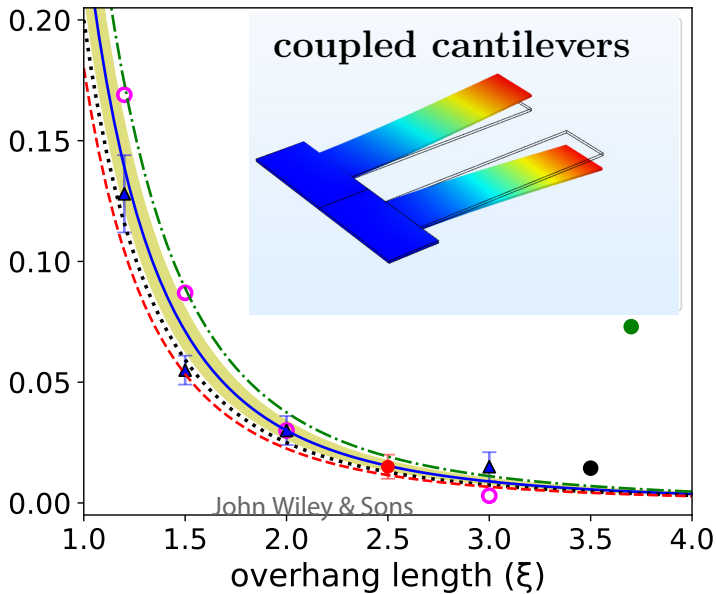 0.20
coupled cantilevers
0.15
0.10
0.05
0.00
John Wiley & Sons
1.0 1.5 2.0 2.5 3.0 3.5 4.0
overhang length (ξ)